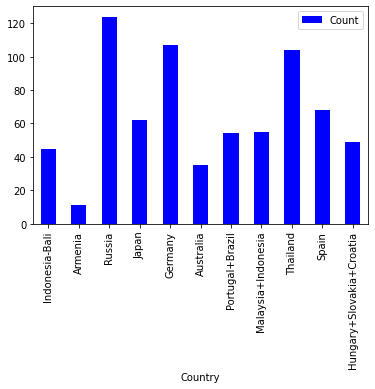 Count
120
100
80
60
40
20
0
Indonesia-Bali
Armenia
Russia
Japan
Germany
Australia
Portugal+Brazil
Malaysia+Indonesia
Thailand
Spain
Hungary+Slovakia+Croatia
Country